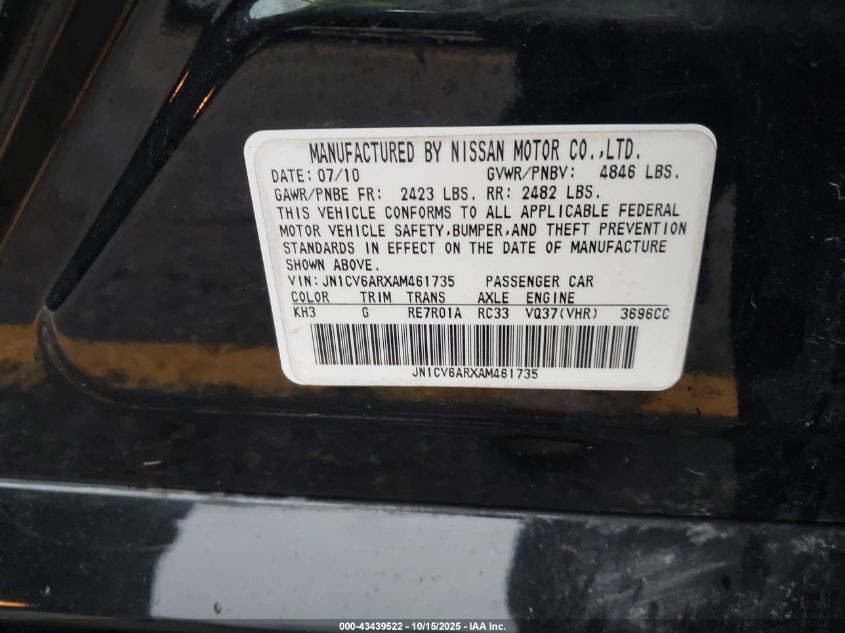 MANUFACTURED BY NISSAN MOTOR CO.,LTD.
DATE: 07/10 GVWR/PNBV: 4846 LBS.
GAWR/PNBE FR: 2423 LBS. RR: 2482 LBS.
THIS VEHICLE CONFORMS TO ALL APPLICABLE FEDERAL
MOTOR VEHICLE SAFETY,BUMPER,AND THEFT PREVENTION
STANDARDS IN EFFECT ON THE DATE OF MANUFACTURE
SHOWN ABOVE.
VIN: JN1CV6ARXAM461735 PASSENGER CAR
COLOR TRIM TRANS AXLE ENGINE
KH3 G RE7R01A RC33 VQ37(VHR) 3696CC
JN1CV6ARXAM461735
000-43439522 - 10/15/2025 - IAA Inc.